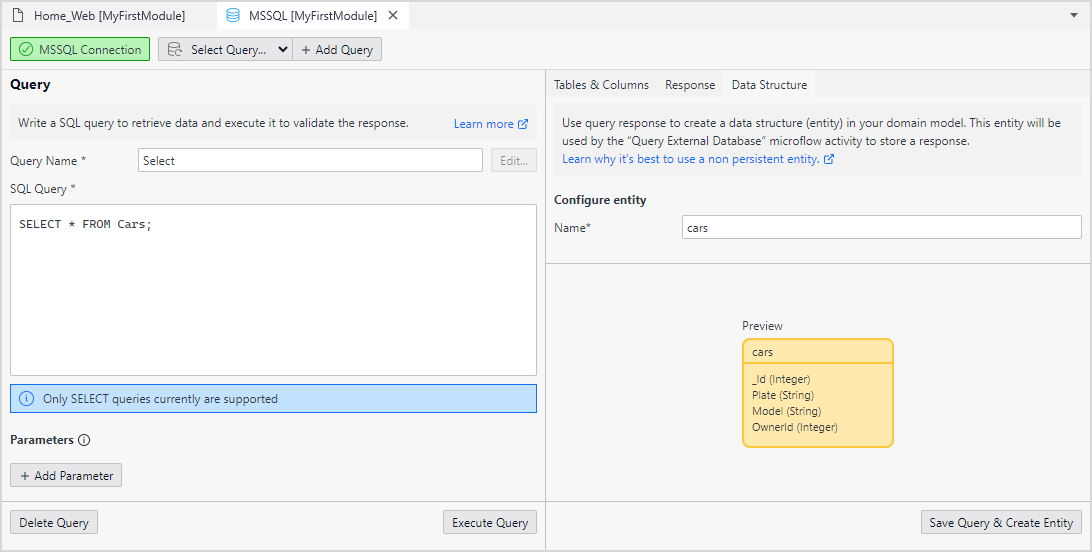 Home_Web [MyFirstModule]
MSSQL [MyFirstModule]
MSSQL Connection
Select Query...
+ Add Query
Query
Write a SQL query to retrieve data and execute it to validate the response.
Learn more
Query Name *
Select
Edit...
SQL Query *
SELECT * FROM Cars;
Only SELECT queries currently are supported
Parameters
+ Add Parameter
Delete Query
Execute Query
Tables & Columns
Response
Data Structure
Use query response to create a data structure (entity) in your domain model. This entity will be
used by the "Query External Database" microflow activity to store a response.
Learn why it's best to use a non persistent entity.
Configure entity
Name*
cars
Preview
cars
_Id (Integer)
Plate (String)
Model (String)
OwnerId (Integer)
Save Query & Create Entity